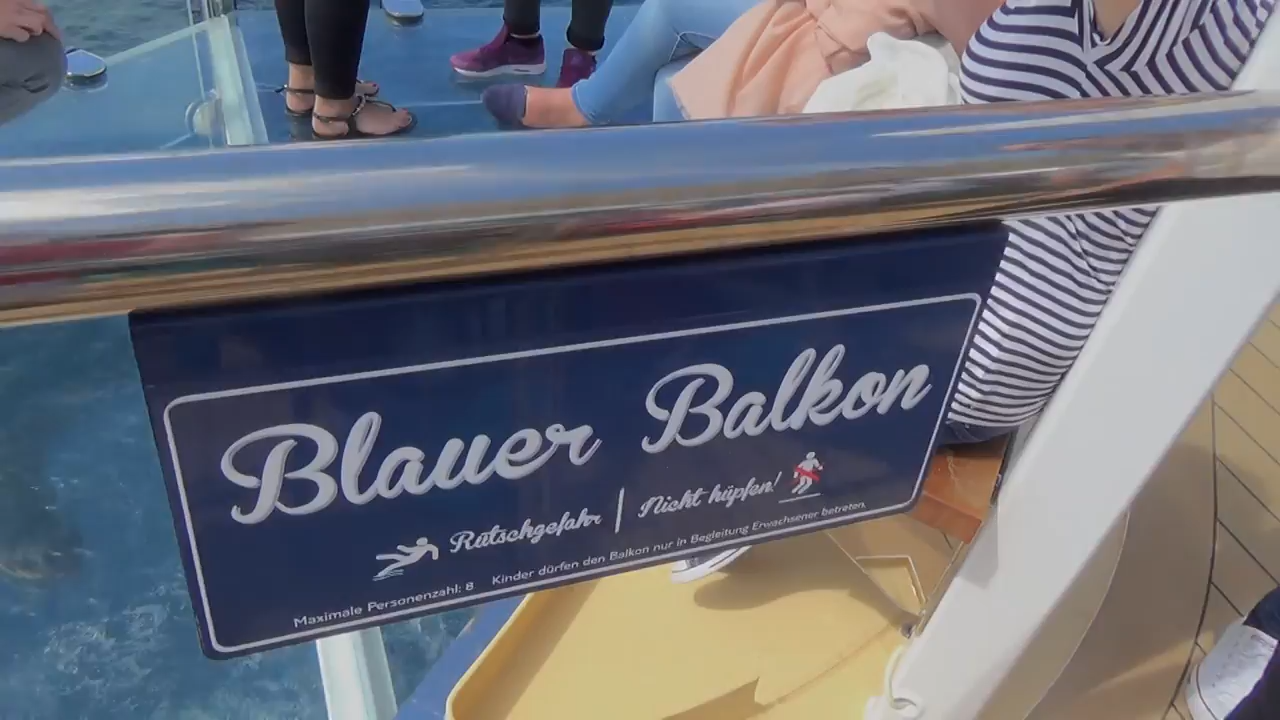 Blauer Balkon
Rutschgefahr | Nicht hüpfen!
Maximale Personenzahl: 8 Kinder dürfen den Balkon nur in Begleitung Erwachsener betreten.